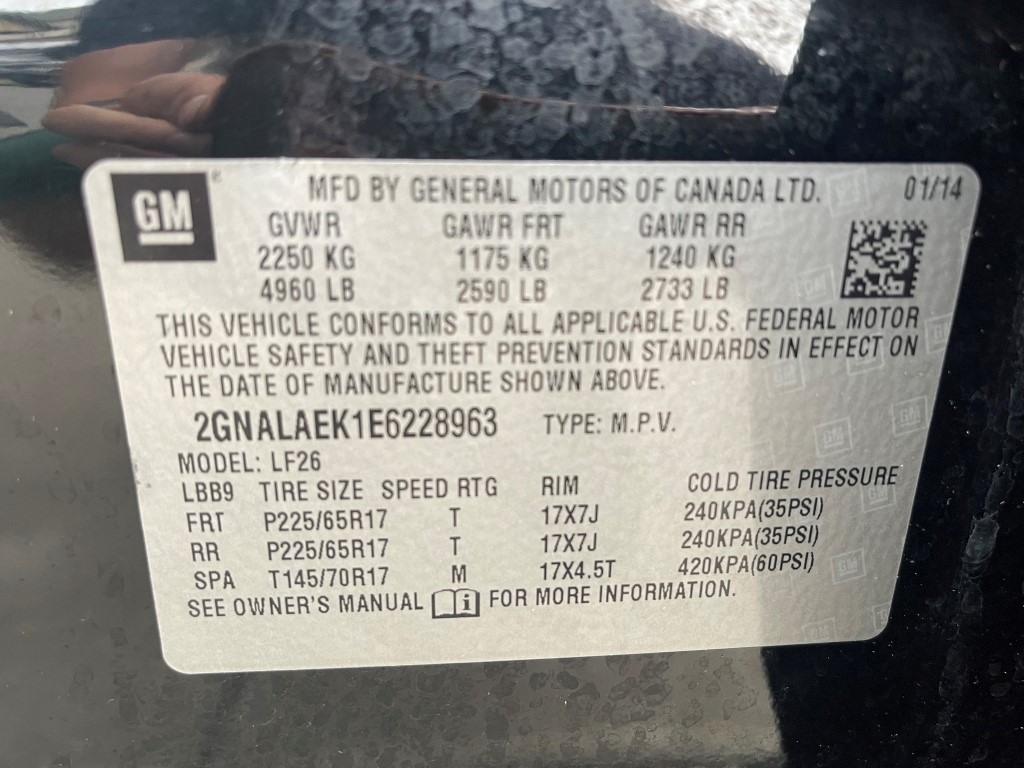 GM ® MFD BY GENERAL MOTORS OF CANADA LTD. 01/14
GVWR GAWR FRT GAWR RR
2250 KG 1175 KG 1240 KG
4960 LB 2590 LB 2733 LB
THIS VEHICLE CONFORMS TO ALL APPLICABLE U.S. FEDERAL MOTOR
VEHICLE SAFETY AND THEFT PREVENTION STANDARDS IN EFFECT ON
THE DATE OF MANUFACTURE SHOWN ABOVE.
2GNALAEK1E6228963 TYPE: M.P.V.
MODEL: LF26
LBB9 TIRE SIZE SPEED RTG RIM COLD TIRE PRESSURE
FRT P225/65R17 T 17X7J 240KPA(35PSI)
RR P225/65R17 T 17X7J 240KPA(35PSI)
SPA T145/70R17 M 17X4.5T 420KPA(60PSI)
SEE OWNER'S MANUAL i FOR MORE INFORMATION.